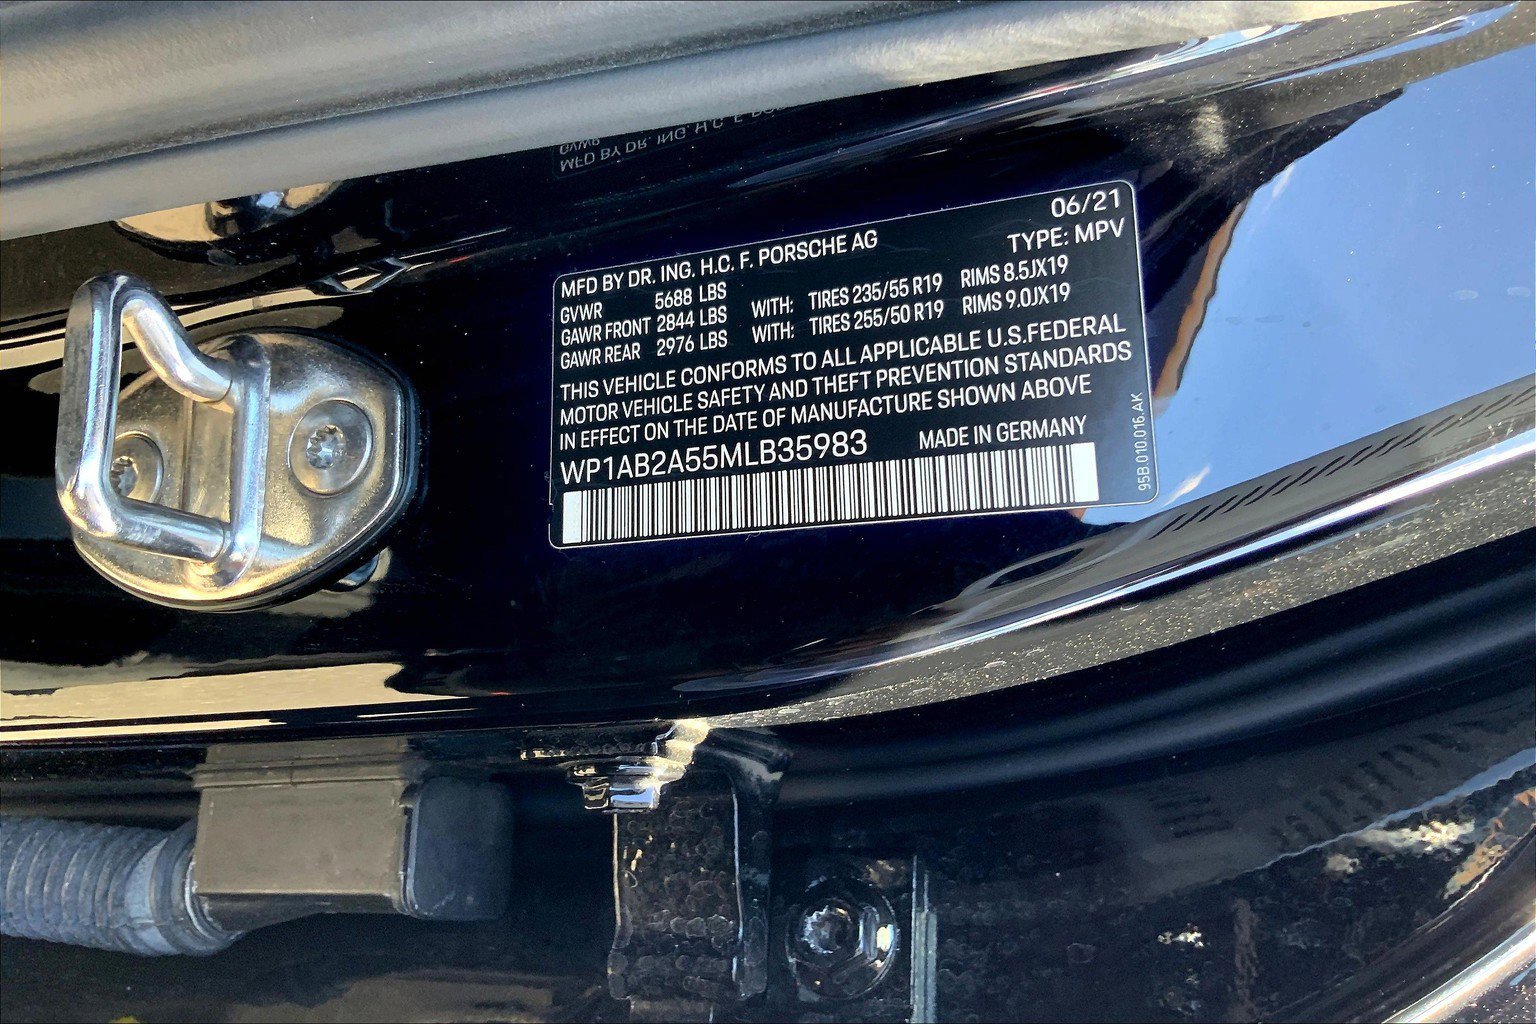 06/21
MFD BY DR. ING. H.C. F. PORSCHE AG TYPE: MPV
GVWR 5688 LBS
GAWR FRONT 2844 LBS WITH: TIRES 235/55 R19 RIMS 8.5JX19
GAWR REAR 2976 LBS WITH: TIRES 255/50 R19 RIMS 9.0JX19
THIS VEHICLE CONFORMS TO ALL APPLICABLE U.S.FEDERAL
MOTOR VEHICLE SAFETY AND THEFT PREVENTION STANDARDS
IN EFFECT ON THE DATE OF MANUFACTURE SHOWN ABOVE
WP1AB2A55MLB35983 MADE IN GERMANY
95B.010.016.AK